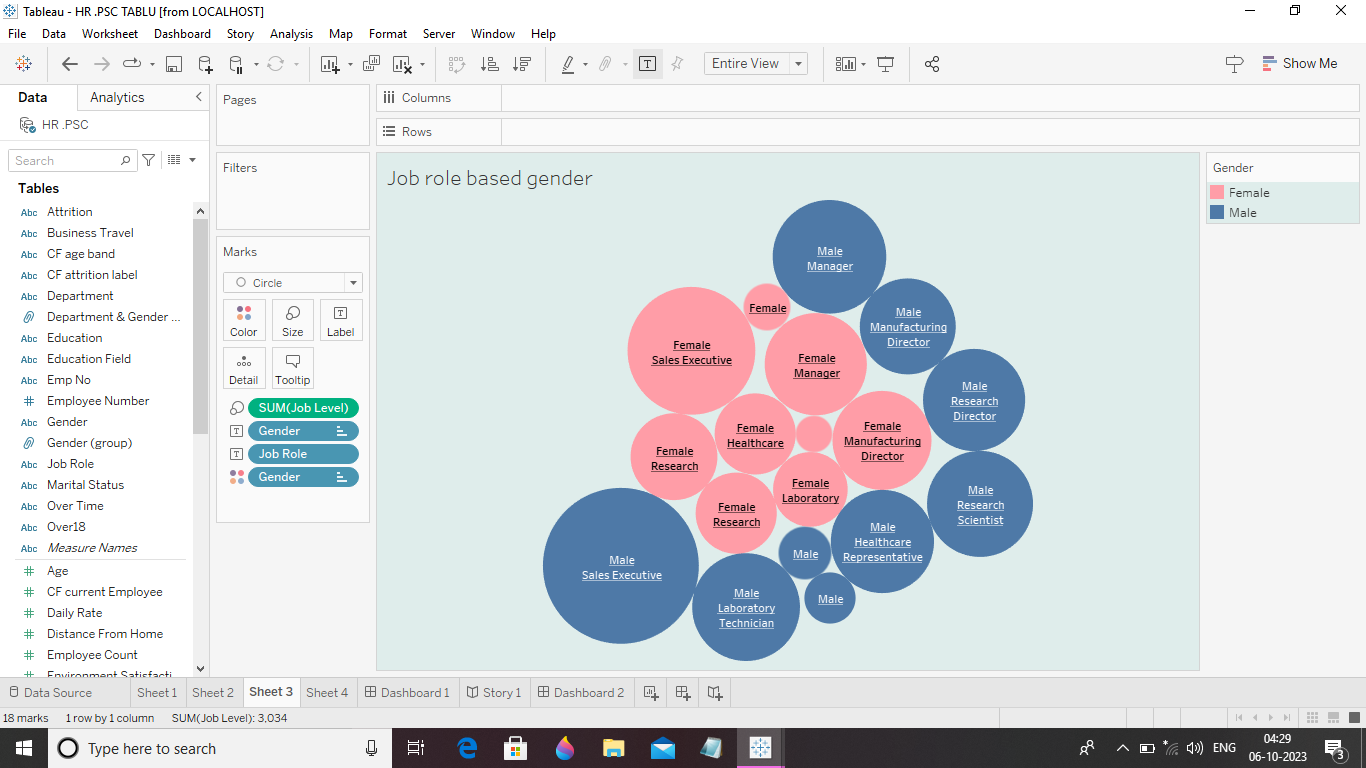 Tableau - HR .PSC TABLU [from LOCALHOST]
File Data Worksheet Dashboard Story Analysis Map Format Server Window Help
Entire View
Show Me
Data Analytics
HR .PSC
Search
Tables
Abc Attrition
Abc Business Travel
Abc CF age band
Abc CF attrition label
Abc Department
Department & Gender ...
Abc Education
Abc Education Field
Abc Emp No
# Employee Number
Abc Gender
Gender (group)
Abc Job Role
Abc Marital Status
Abc Over Time
Abc Over18
Abc Measure Names
# Age
# CF current Employee
# Daily Rate
# Distance From Home
# Employee Count
# Environment Satisfacti
Pages
Filters
Marks
Circle
Color Size Label
Detail Tooltip
SUM(Job Level)
Gender
Job Role
Gender
Columns
Rows
Job role based gender
Male
Manager
Female
Male
Manufacturing
Director
Female
Sales Executive
Female
Manager
Male
Research
Director
Female
Healthcare
Female
Manufacturing
Director
Female
Research
Female
Laboratory
Male
Research
Scientist
Female
Research
Male
Healthcare
Representative
Male
Male
Sales Executive
Male
Laboratory
Technician
Male
Gender
Female
Male
Data Source Sheet 1 Sheet 2 Sheet 3 Sheet 4 Dashboard 1 Story 1 Dashboard 2
18 marks 1 row by 1 column SUM(Job Level): 3,034
Type here to search
ENG
04:29
06-10-2023
3